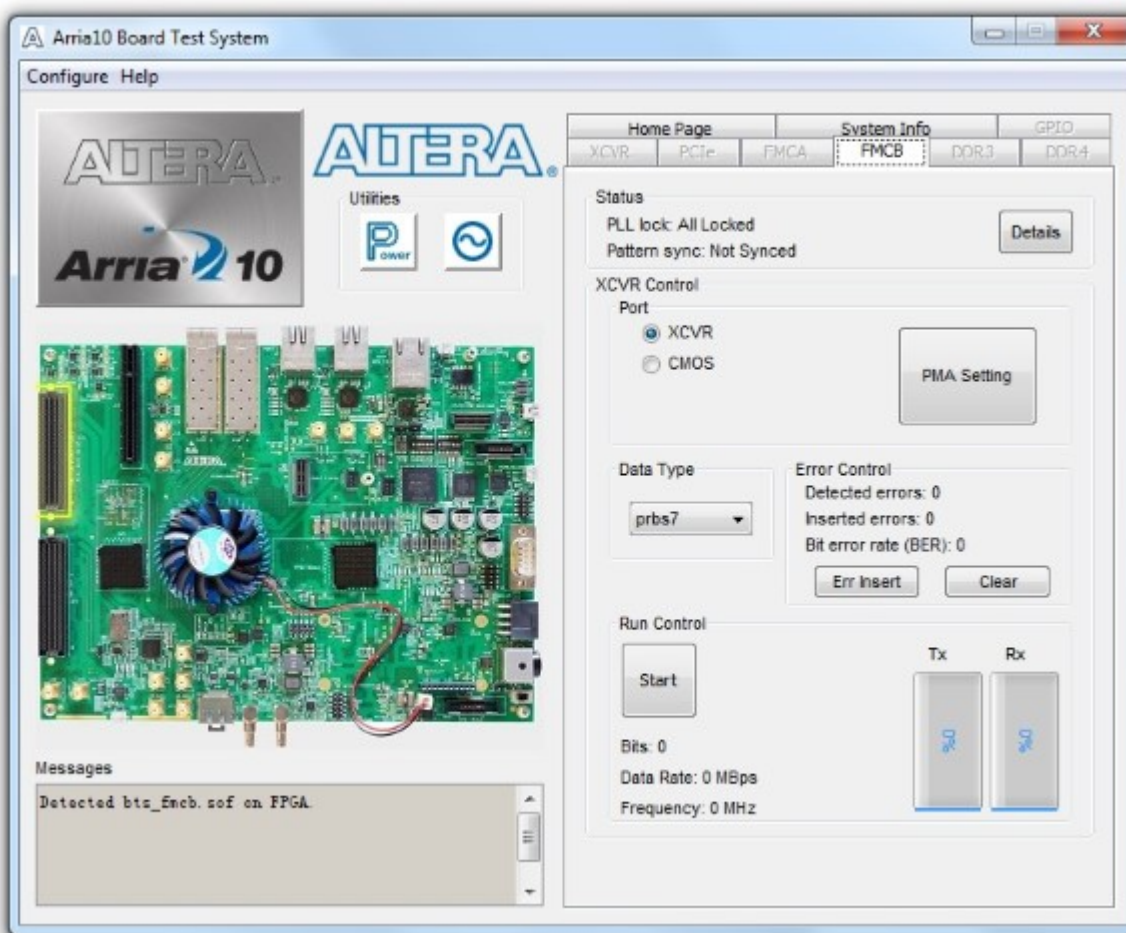 Arria10 Board Test System
Configure Help
ALTERA
Arria 10
ALTERA
Utilities
Power
Home Page System Info GPIO
XCVR PCIe FMCA FMCB DDR3 DDR4
Status
PLL lock: All Locked
Pattern sync: Not Synced
Details
XCVR Control
Port
XCVR
CMOS
PMA Setting
Data Type
prbs7
Error Control
Detected errors: 0
Inserted errors: 0
Bit error rate (BER): 0
Err Insert Clear
Run Control
Start
Tx Rx
0% 0%
Bits: 0
Data Rate: 0 MBps
Frequency: 0 MHz
ALTERA
Messages
Detected bts_fmcb.sof on FPGA.